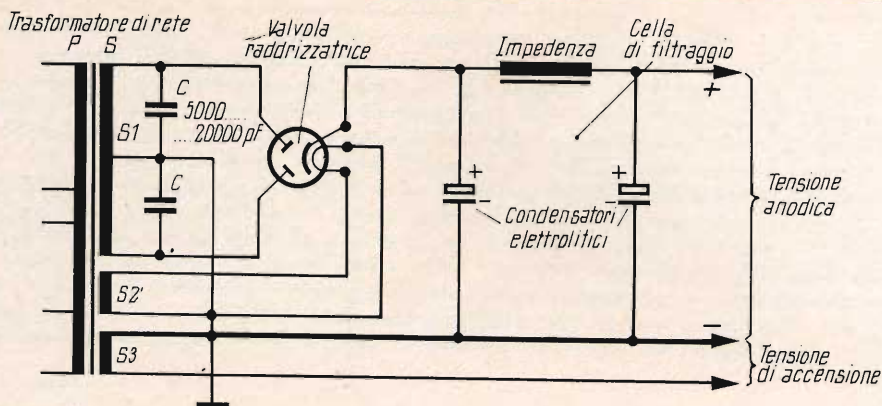 Trasformatore di rete
P S
Valvola
raddrizzatrice
Impedenza
Cella
di filtraggio
C
5000.....
.....20000 pF
S1
C
+
-
Condensatori
elettrolitici
+
-
+
Tensione
anodica
S2
-
S3
Tensione
di accensione